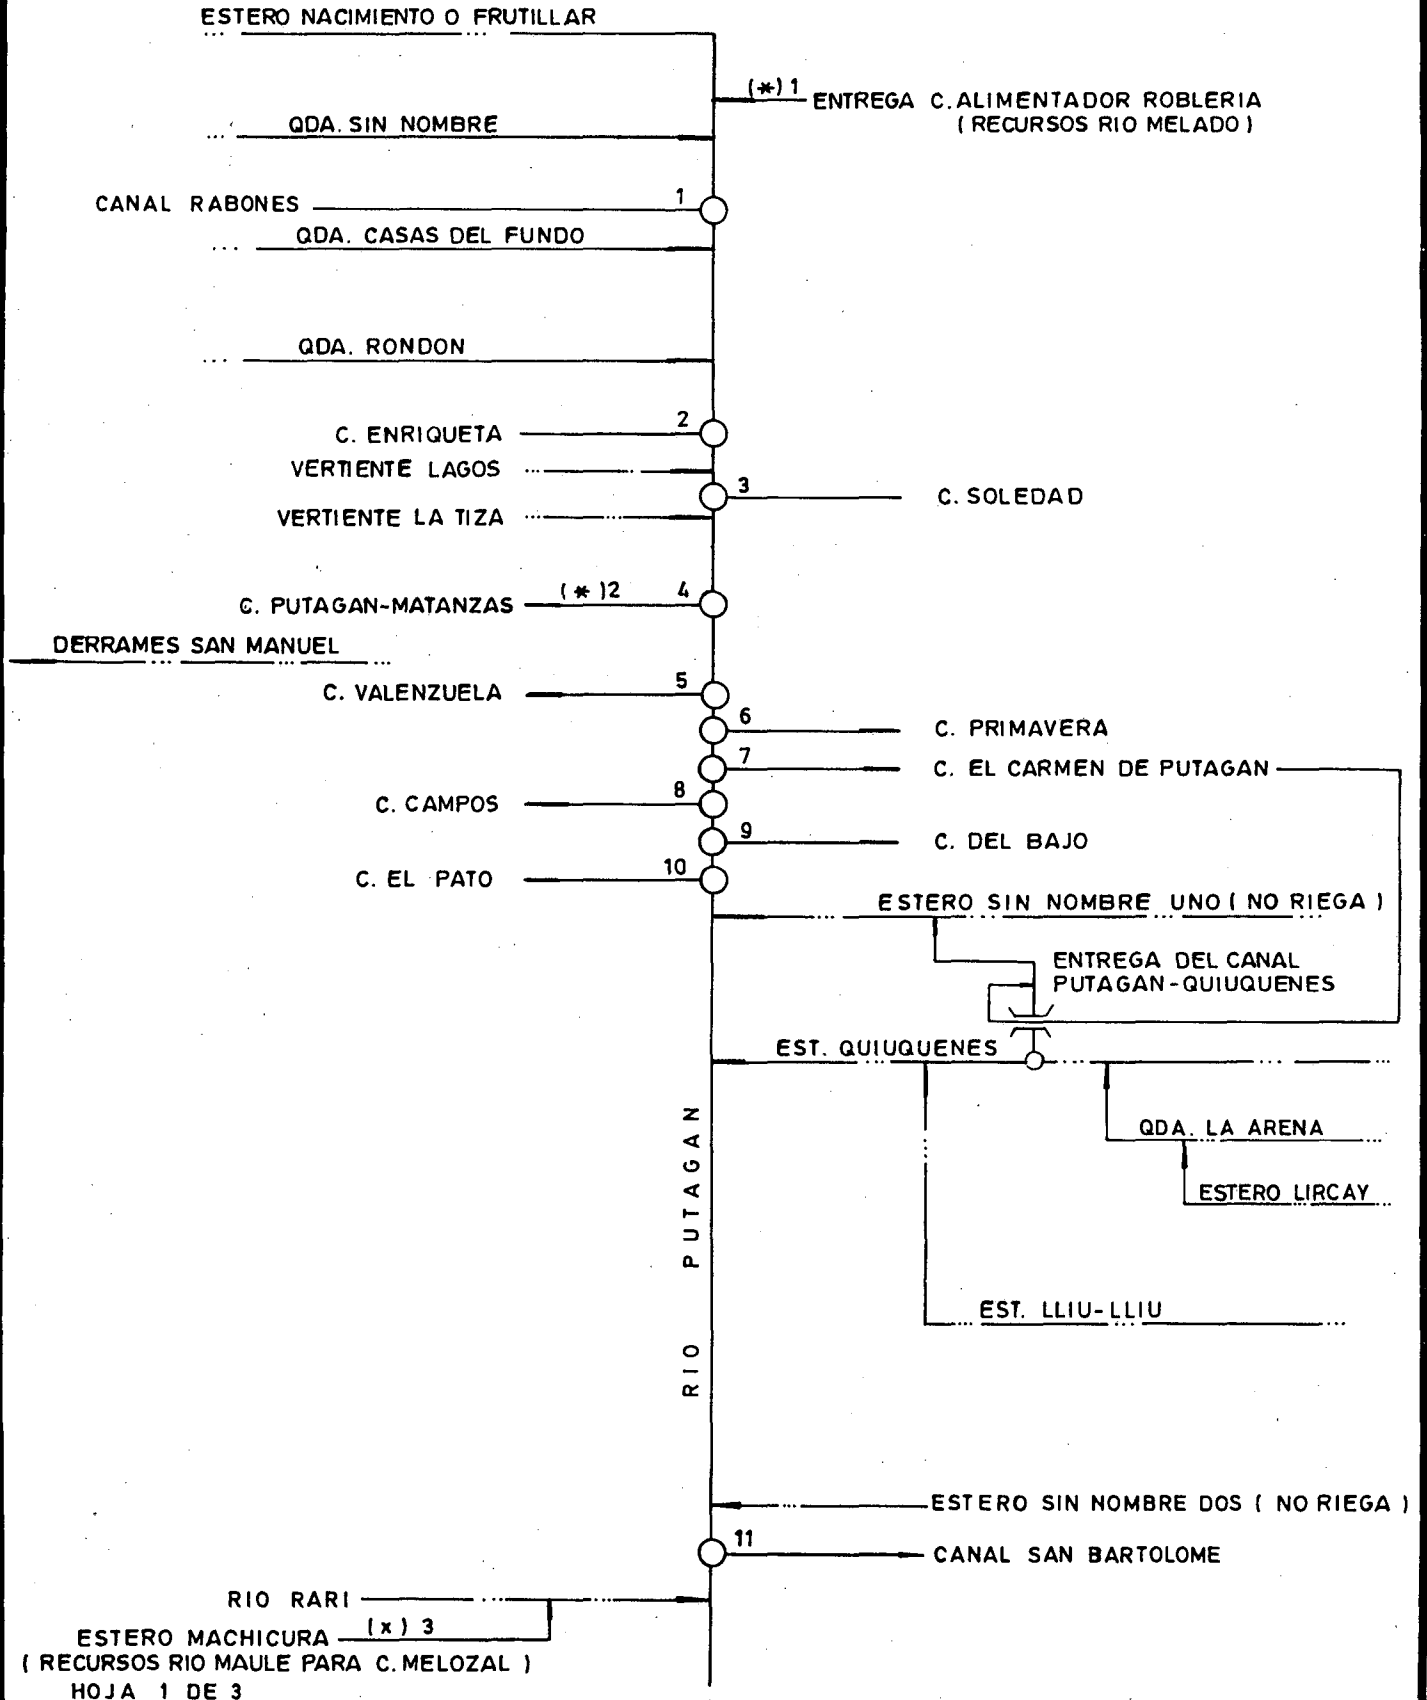 ESTERO NACIMIENTO O FRUTILLAR
(*) 1
ENTREGA C. ALIMENTADOR ROBLERIA
( RECURSOS RIO MELADO )
QDA. SIN NOMBRE
CANAL RABONES
1
QDA. CASAS DEL FUNDO
QDA. RONDON
C. ENRIQUETA
2
VERTIENTE LAGOS
3
C. SOLEDAD
VERTIENTE LA TIZA
C. PUTAGAN-MATANZAS
(*) 2
4
DERRAMES SAN MANUEL
C. VALENZUELA
5
6
C. PRIMAVERA
7
C. EL CARMEN DE PUTAGAN
C. CAMPOS
8
9
C. DEL BAJO
C. EL PATO
10
ESTERO SIN NOMBRE UNO ( NO RIEGA )
ENTREGA DEL CANAL
PUTAGAN-QUIUQUENES
EST. QUIUQUENES
QDA. LA ARENA
ESTERO LIRCAY
EST. LLIU-LLIU
RIO PUTAGAN
ESTERO SIN NOMBRE DOS ( NO RIEGA )
11
CANAL SAN BARTOLOME
RIO RARI
ESTERO MACHICURA
(x) 3
( RECURSOS RIO MAULE PARA C. MELOZAL )
HOJA 1 DE 3